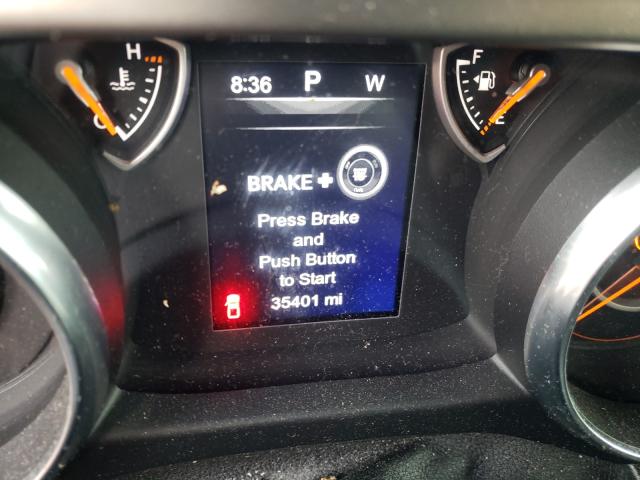 H
F
8:36 P W
C
E
BRAKE +
Press Brake
and
Push Button
to Start
35401 mi